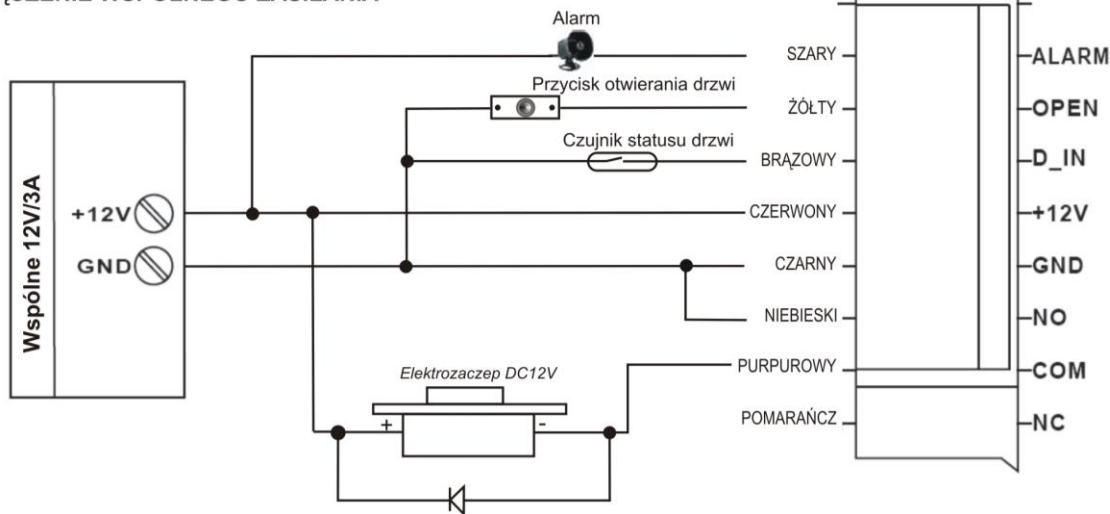 Alarm
SZARY
ALARM
Przycisk otwierania drzwi
ŻÓŁTY
OPEN
Czujnik statusu drzwi
BRĄZOWY
D_IN
Wspólne 12V/3A
+12V
CZERWONY
+12V
GND
CZARNY
GND
NIEBIESKI
NO
Elektrozaczep DC12V
PURPUROWY
COM
+
-
POMARAŃCZ
NC